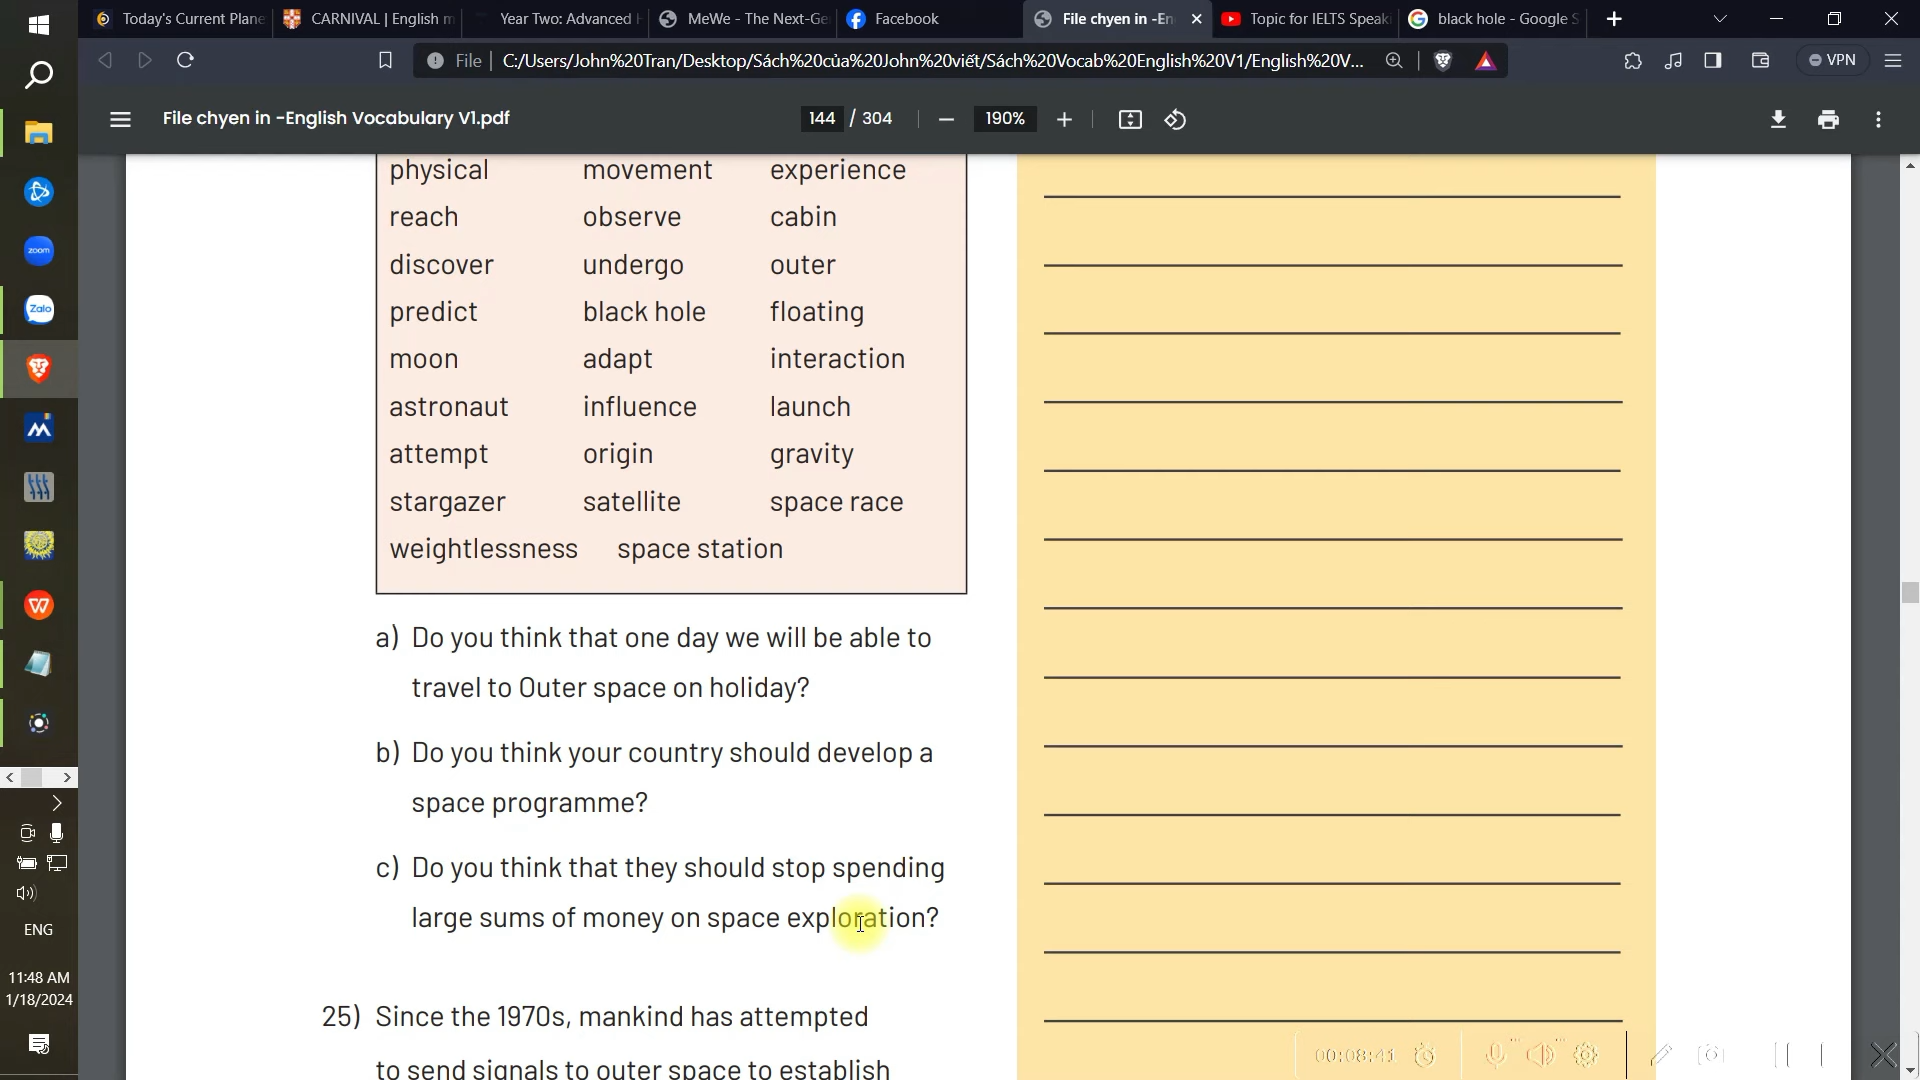 Today's Current Plane
CARNIVAL | English m
Year Two: Advanced
MeWe - The Next-Ge
Facebook
File chyen in -En
Topic for IELTS Speaki
black hole - Google S
File
C:/Users/John%20Tran/Desktop/Sách%20của%20John%20viết/Sách%20Vocab%20English%20V1/English%20V...
VPN
File chyen in -English Vocabulary V1.pdf
144 / 304
190%
physical movement experience
reach observe cabin
discover undergo outer
predict black hole floating
moon adapt interaction
astronaut influence launch
attempt origin gravity
stargazer satellite space race
weightlessness space station
a) Do you think that one day we will be able to
travel to Outer space on holiday?
b) Do you think your country should develop a
space programme?
c) Do you think that they should stop spending
large sums of money on space exploration?
25) Since the 1970s, mankind has attempted
to send signals to outer space to establish
zoom
Zalo
ENG
11:48 AM
1/18/2024
00:08:41